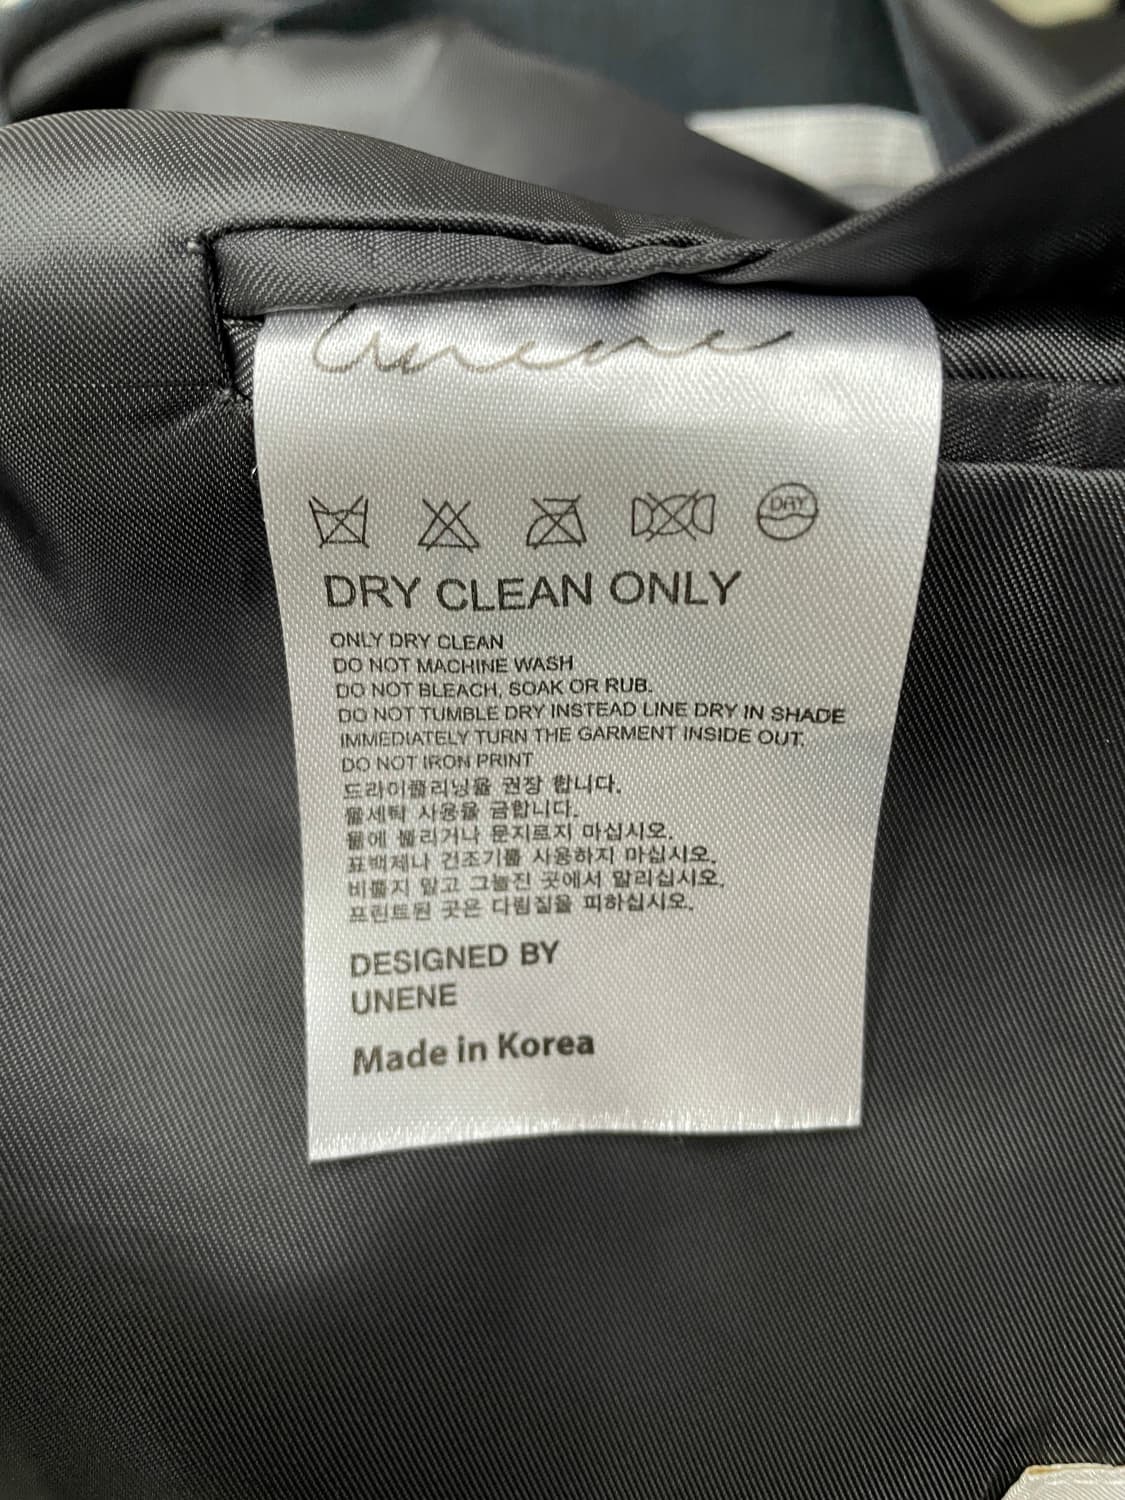 Unene
DRY
DRY CLEAN ONLY
ONLY DRY CLEAN
DO NOT MACHINE WASH
DO NOT BLEACH, SOAK OR RUB.
DO NOT TUMBLE DRY INSTEAD LINE DRY IN SHADE
IMMEDIATELY TURN THE GARMENT INSIDE OUT.
DO NOT IRON PRINT
드라이클리닝을 권장 합니다.
물세탁 사용을 금합니다.
물에 불리거나 문지르지 마십시오.
표백제나 건조기를 사용하지 마십시오.
비틀지 말고 그늘진 곳에서 말리십시오.
프린트된 곳은 다림질을 피하십시오.
DESIGNED BY
UNENE
Made in Korea